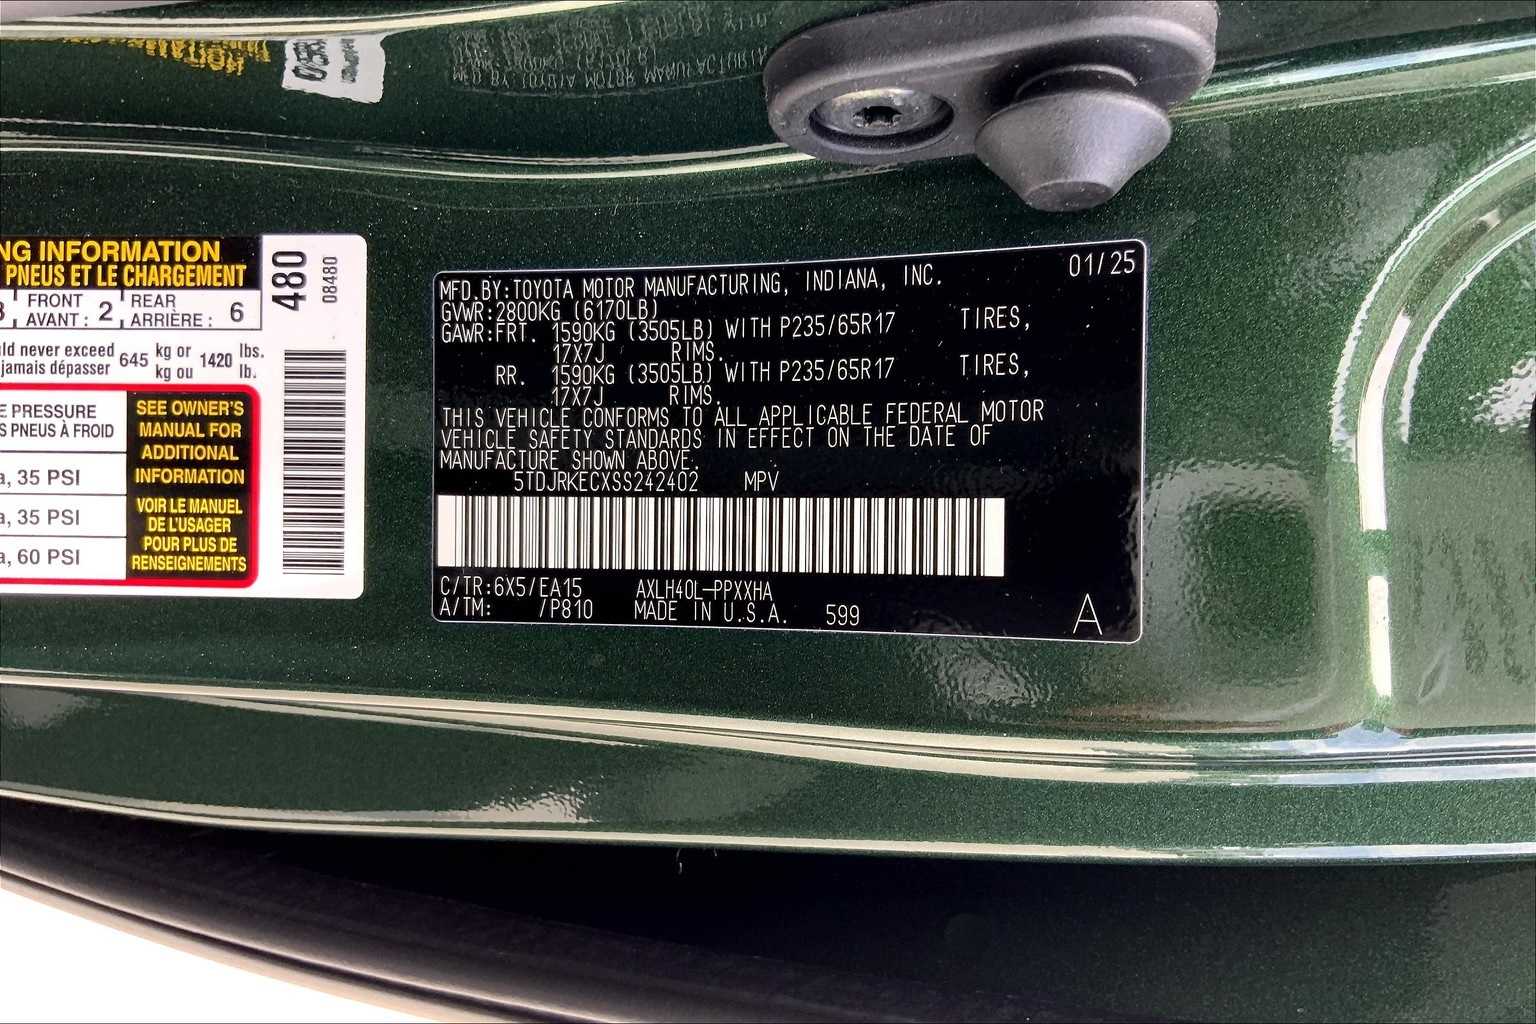 NG INFORMATION
PNEUS ET LE CHARGEMENT
FRONT
AVANT : 2
REAR
ARRIÈRE : 6
never exceed 645 kg or 1420 lbs.
jamais dépasser kg ou lb.
E PRESSURE
S PNEUS À FROID
35 PSI
35 PSI
60 PSI
SEE OWNER'S
MANUAL FOR
ADDITIONAL
INFORMATION
VOIR LE MANUEL
DE L'USAGER
POUR PLUS DE
RENSEIGNEMENTS
480
08480
01/25
MFD.BY:TOYOTA MOTOR MANUFACTURING, INDIANA, INC.
GVWR:2800KG (6170LB)
GAWR:FRT. 1590KG (3505LB) WITH P235/65R17 TIRES,
17X7J RIMS.
RR. 1590KG (3505LB) WITH P235/65R17 TIRES,
17X7J RIMS.
THIS VEHICLE CONFORMS TO ALL APPLICABLE FEDERAL MOTOR
VEHICLE SAFETY STANDARDS IN EFFECT ON THE DATE OF
MANUFACTURE SHOWN ABOVE.
5TDJRKECXSS242402 MPV
C/TR:6X5/EA15 AXLH40L-PPXXHA
A/TM: /P810 MADE IN U.S.A. 599
A